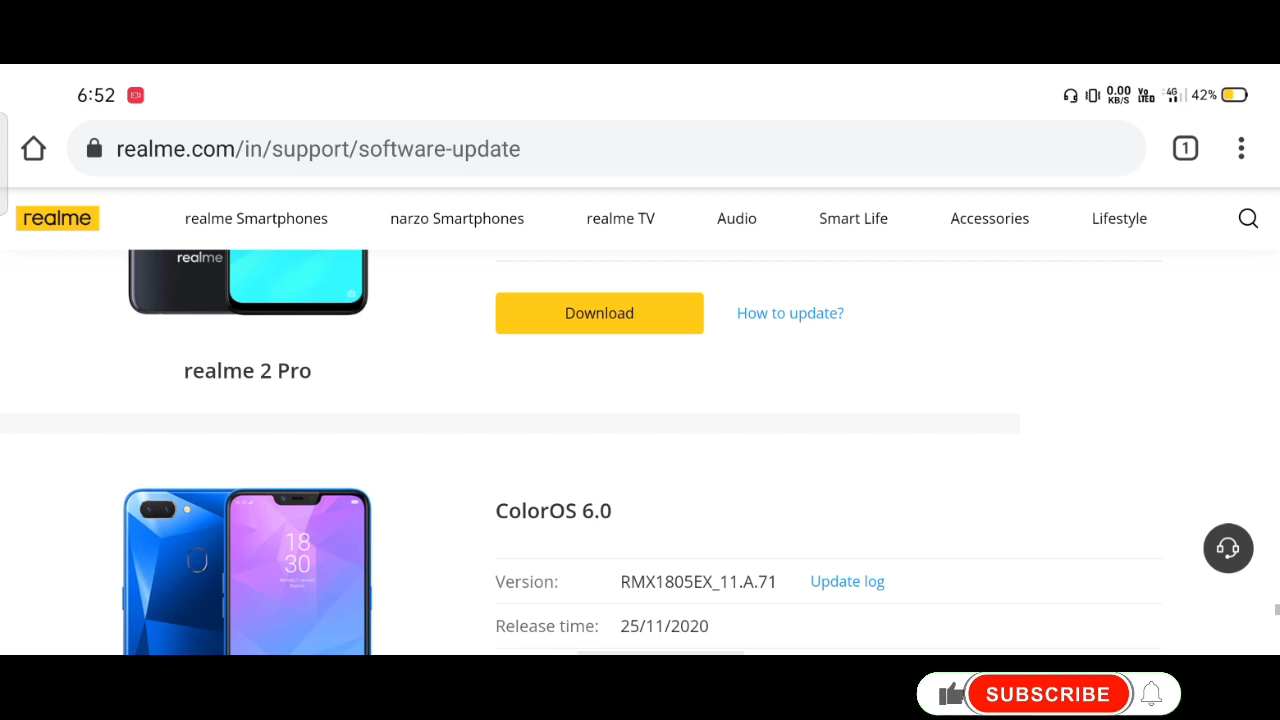 6:52 0.00 KB/S Vo LTED 4G 42%
realme.com/in/support/software-update 1
realme realme Smartphones narzo Smartphones realme TV Audio Smart Life Accessories Lifestyle
realme
Download How to update?
realme 2 Pro
ColorOS 6.0
18
30
Version: RMX1805EX_11.A.71 Update log
Release time: 25/11/2020
SUBSCRIBE